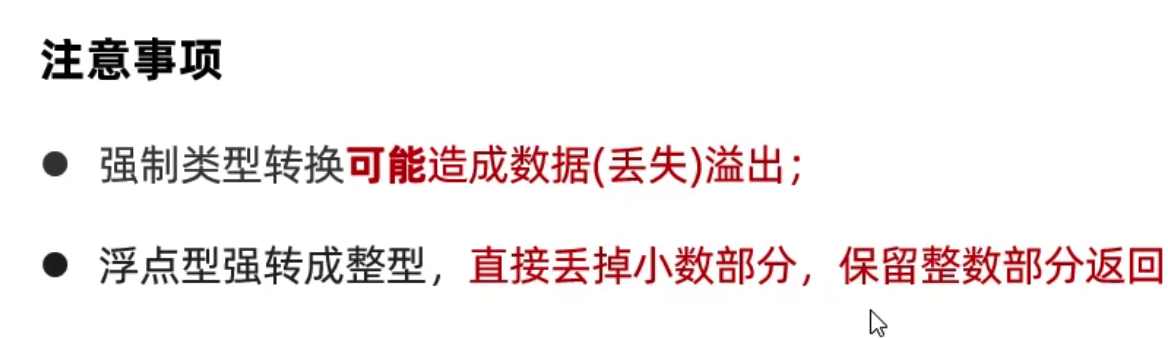 注意事项
● 强制类型转换可能造成数据(丢失)溢出；
● 浮点型强转成整型，直接丢掉小数部分，保留整数部分返回